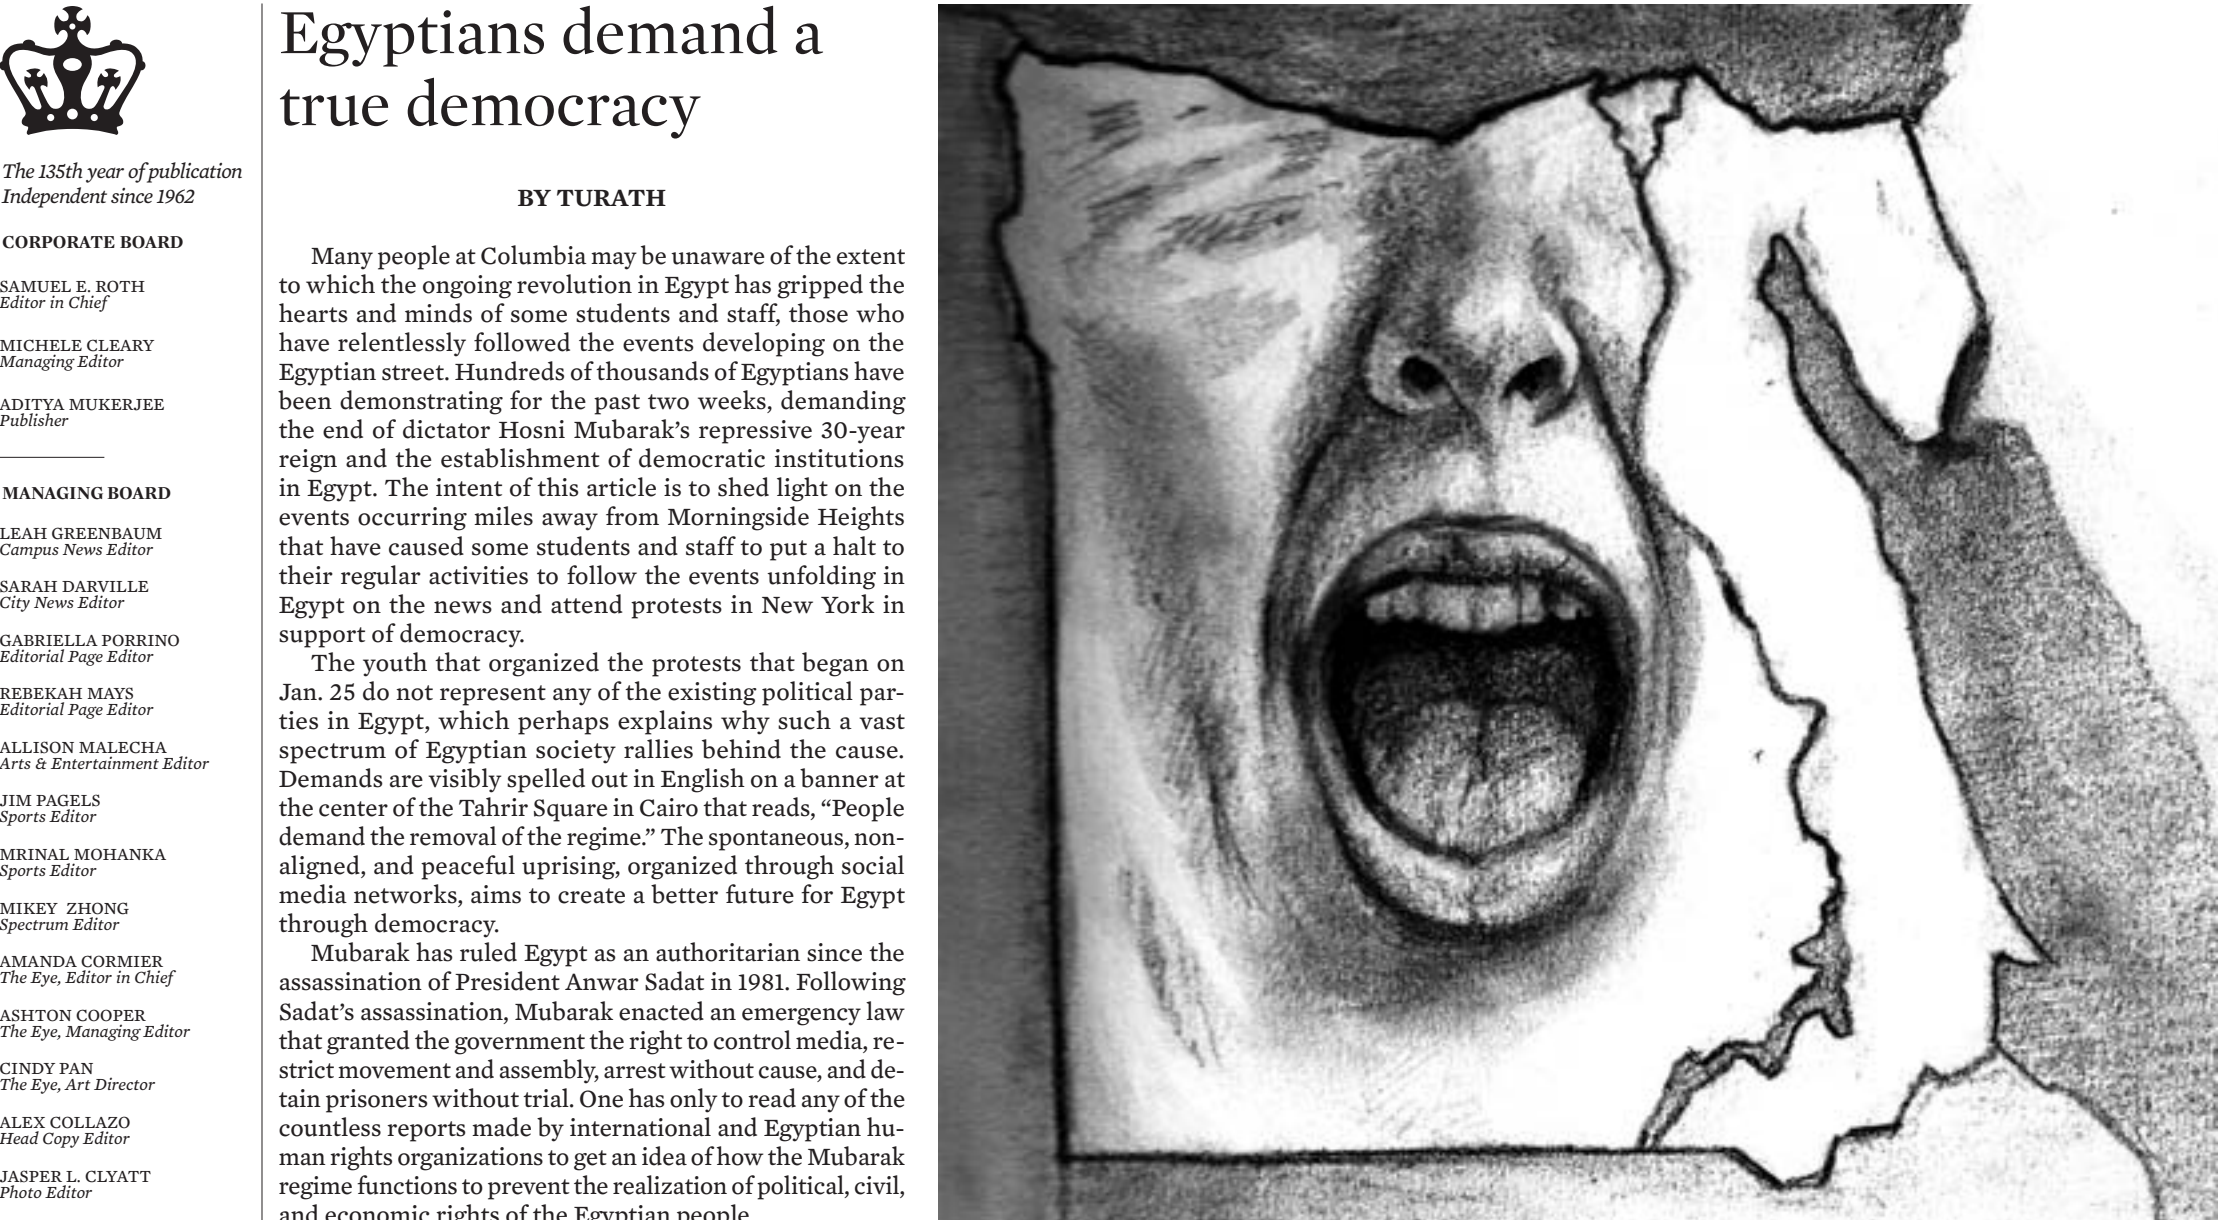 The 135th year of publication
Independent since 1962
CORPORATE BOARD
SAMUEL E. ROTH
Editor in Chief
MICHELE CLEARY
Managing Editor
ADITYA MUKERJEE
Publisher
MANAGING BOARD
LEAH GREENBAUM
Campus News Editor
SARAH DARVILLE
City News Editor
GABRIELLA PORRINO
Editorial Page Editor
REBEKAH MAYS
Editorial Page Editor
ALLISON MALECHA
Arts & Entertainment Editor
JIM PAGELS
Sports Editor
MRINAL MOHANKA
Sports Editor
MIKEY ZHONG
Spectrum Editor
AMANDA CORMIER
The Eye, Editor in Chief
ASHTON COOPER
The Eye, Managing Editor
CINDY PAN
The Eye, Art Director
ALEX COLLAZO
Head Copy Editor
JASPER L. CLYATT
Photo Editor
Egyptians demand a
true democracy
BY TURATH
Many people at Columbia may be unaware of the extent
to which the ongoing revolution in Egypt has gripped the
hearts and minds of some students and staff, those who
have relentlessly followed the events developing on the
Egyptian street. Hundreds of thousands of Egyptians have
been demonstrating for the past two weeks, demanding
the end of dictator Hosni Mubarak’s repressive 30-year
reign and the establishment of democratic institutions
in Egypt. The intent of this article is to shed light on the
events occurring miles away from Morningside Heights
that have caused some students and staff to put a halt to
their regular activities to follow the events unfolding in
Egypt on the news and attend protests in New York in
support of democracy.
The youth that organized the protests that began on
Jan. 25 do not represent any of the existing political par-
ties in Egypt, which perhaps explains why such a vast
spectrum of Egyptian society rallies behind the cause.
Demands are visibly spelled out in English on a banner at
the center of the Tahrir Square in Cairo that reads, “People
demand the removal of the regime.” The spontaneous, non-
aligned, and peaceful uprising, organized through social
media networks, aims to create a better future for Egypt
through democracy.
Mubarak has ruled Egypt as an authoritarian since the
assassination of President Anwar Sadat in 1981. Following
Sadat’s assassination, Mubarak enacted an emergency law
that granted the government the right to control media, re-
strict movement and assembly, arrest without cause, and de-
tain prisoners without trial. One has only to read any of the
countless reports made by international and Egyptian hu-
man rights organizations to get an idea of how the Mubarak
regime functions to prevent the realization of political, civil,
and economic rights of the Egyptian people.